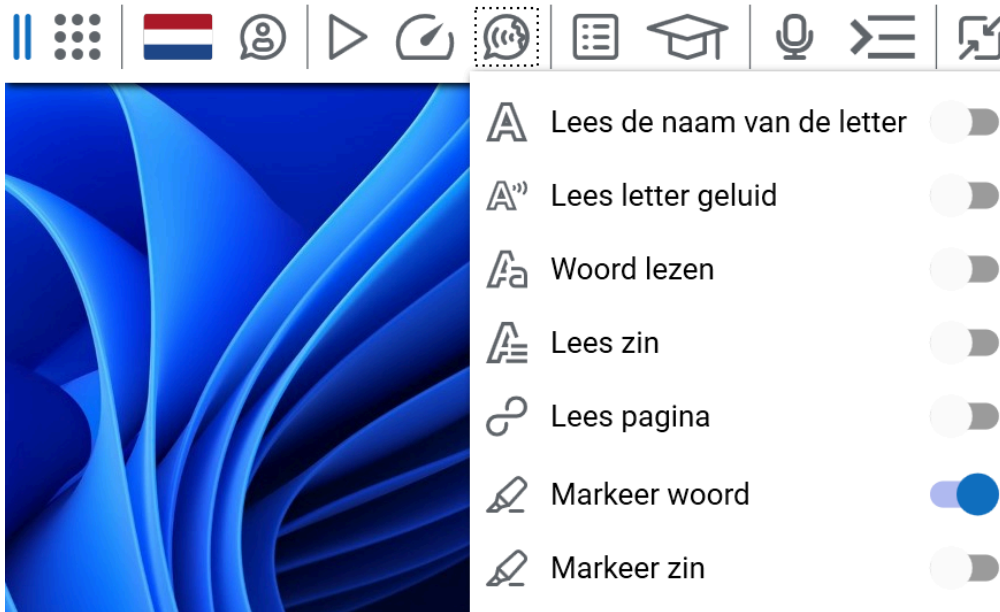 Lees de naam van de letter
Lees letter geluid
Woord lezen
Lees zin
Lees pagina
Markeer woord
Markeer zin